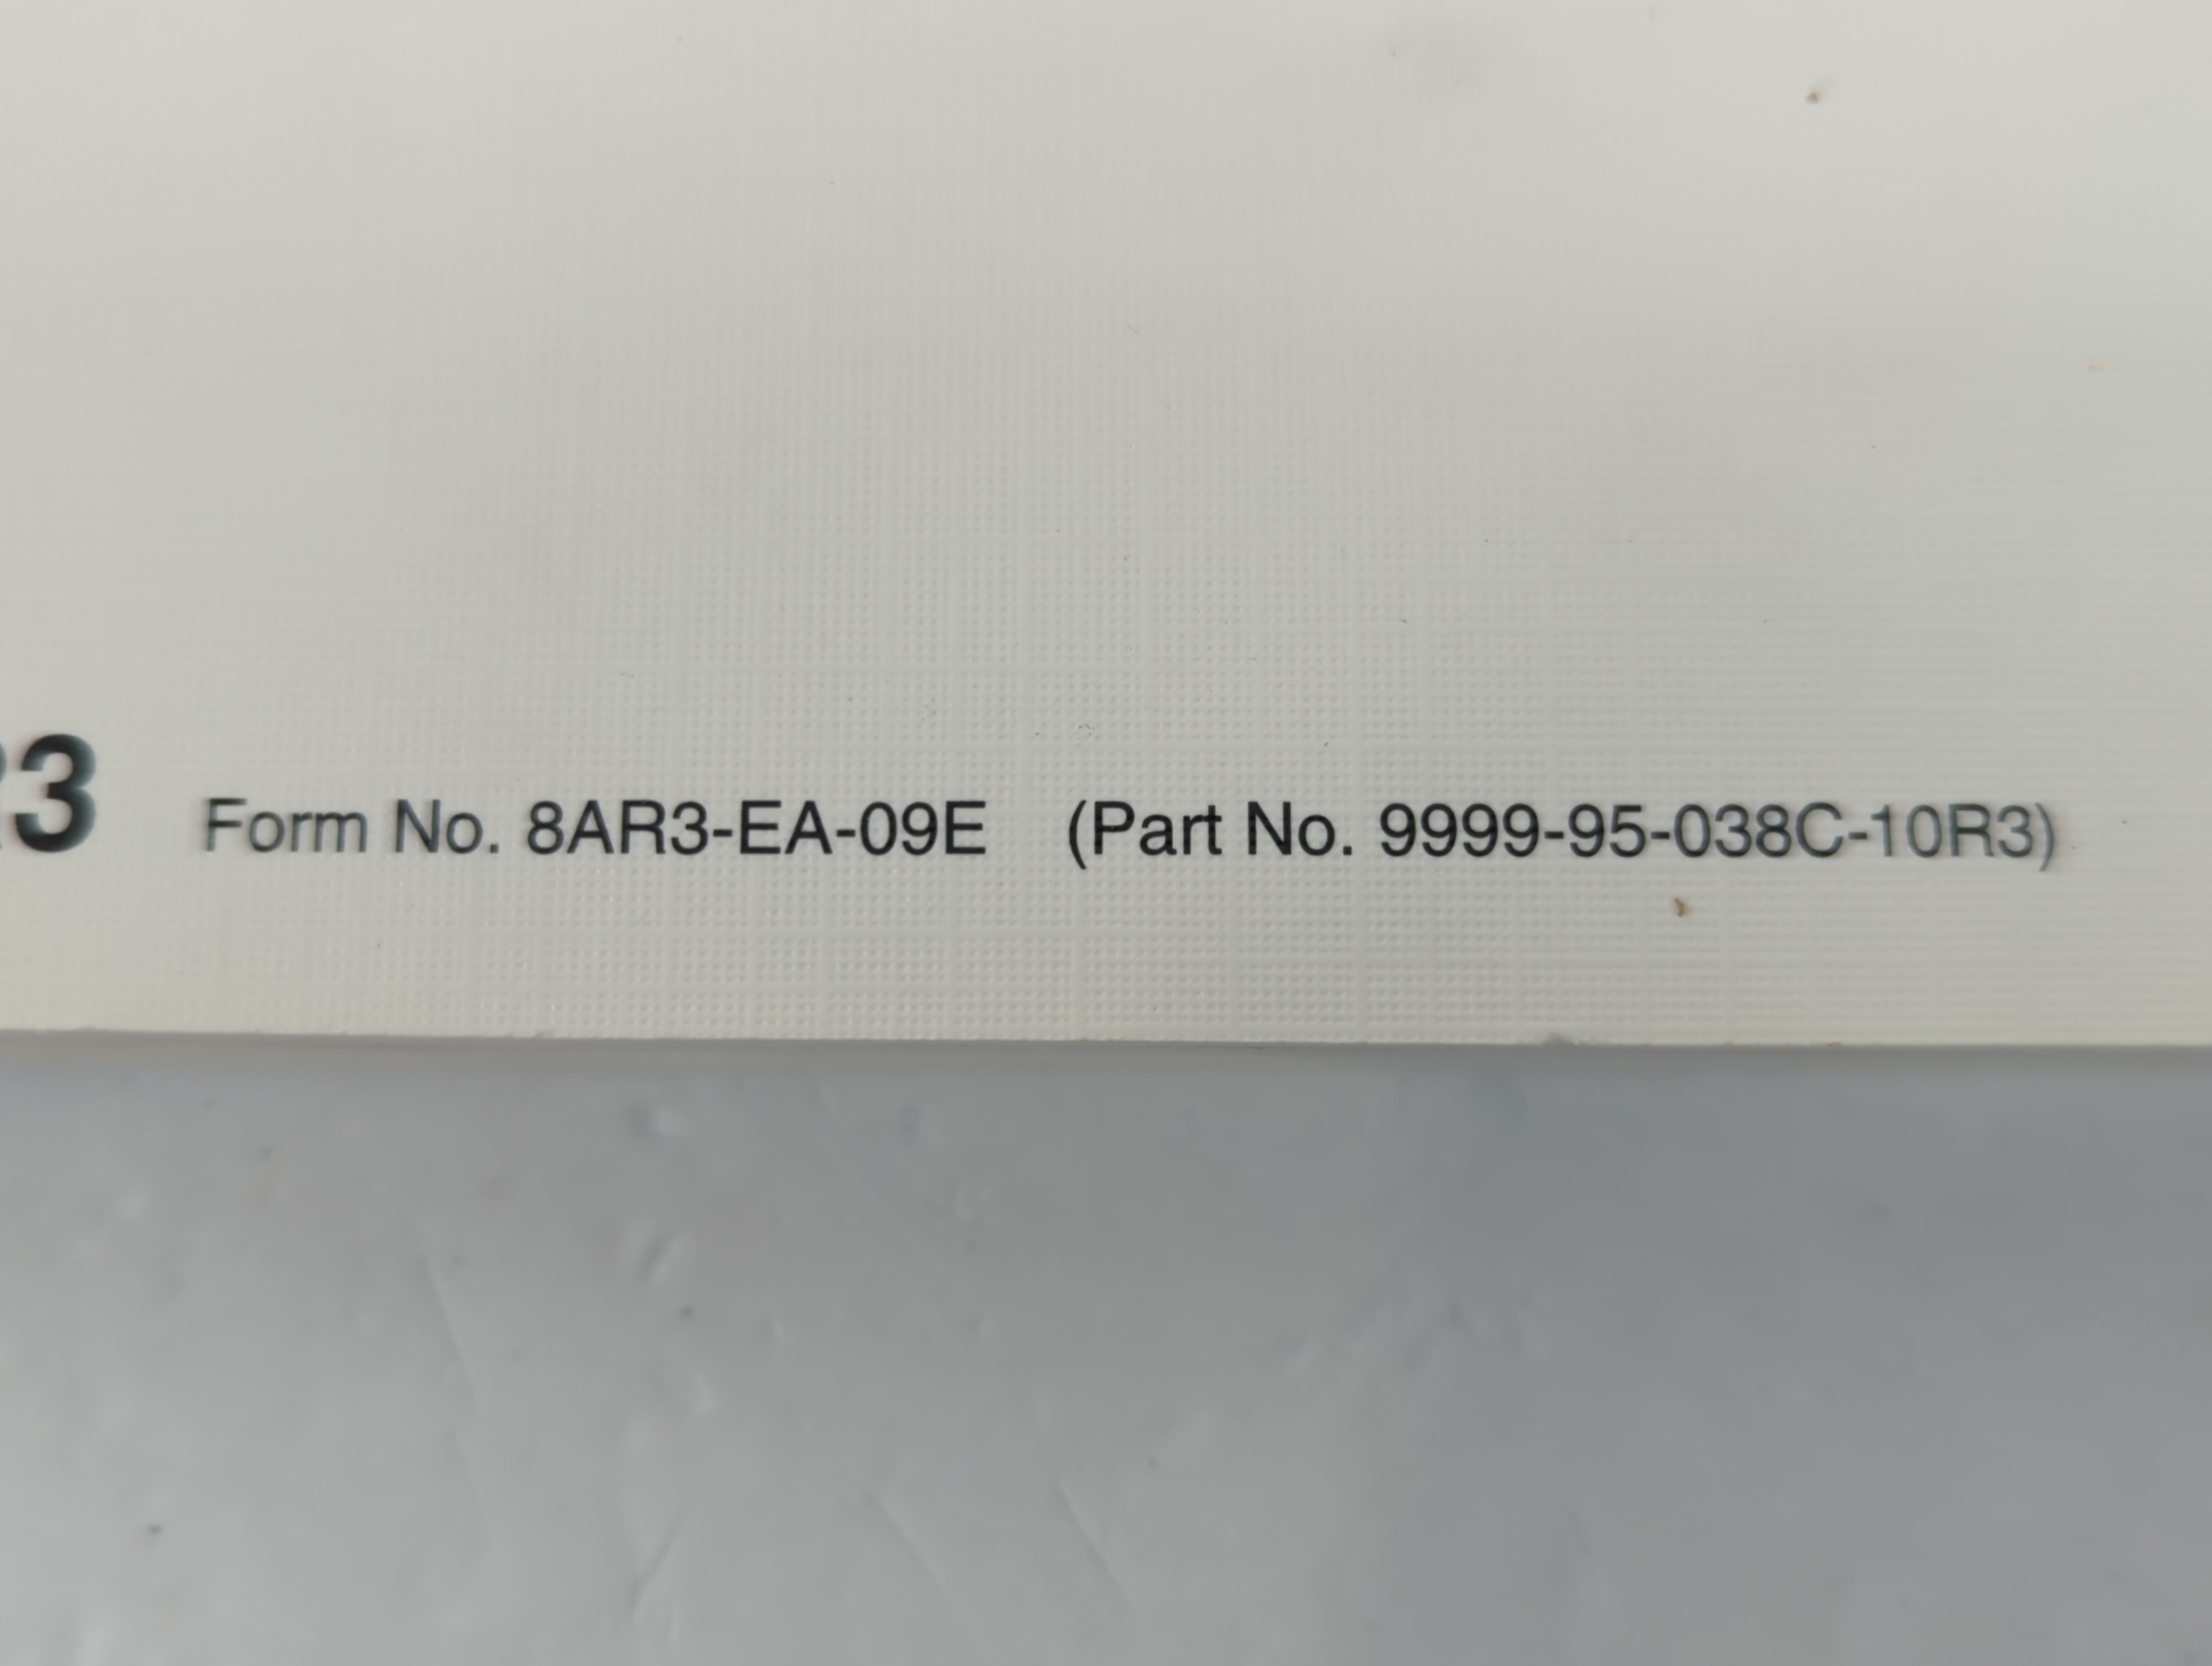 3 Form No. 8AR3-EA-09E (Part No. 9999-95-038C-10R3)